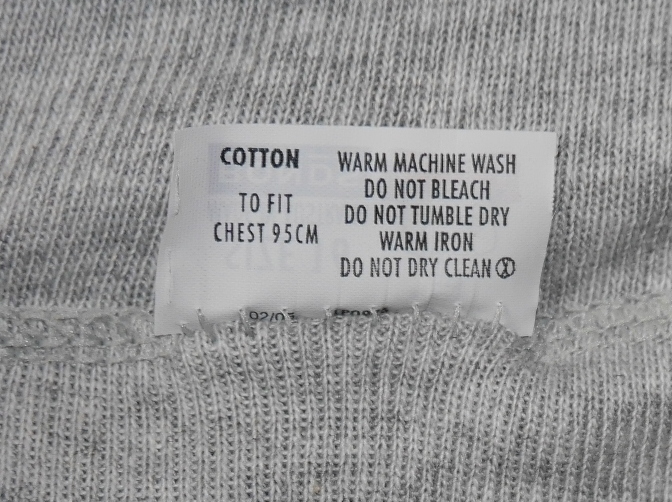 COTTON
TO FIT
CHEST 95CM
WARM MACHINE WASH
DO NOT BLEACH
DO NOT TUMBLE DRY
WARM IRON
DO NOT DRY CLEAN Ⓧ